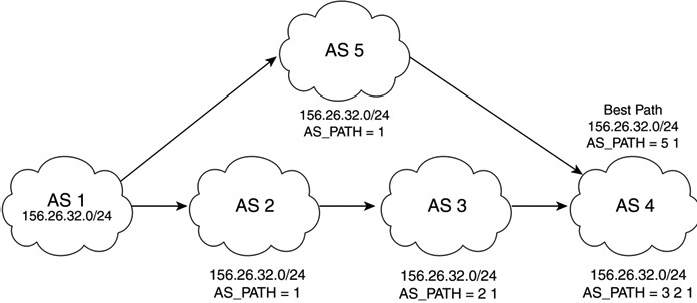 AS 5
156.26.32.0/24
AS_PATH = 1
Best Path
156.26.32.0/24
AS_PATH = 5 1
AS 1
156.26.32.0/24
AS 2
AS 3
AS 4
156.26.32.0/24
AS_PATH = 1
156.26.32.0/24
AS_PATH = 2 1
156.26.32.0/24
AS_PATH = 3 2 1